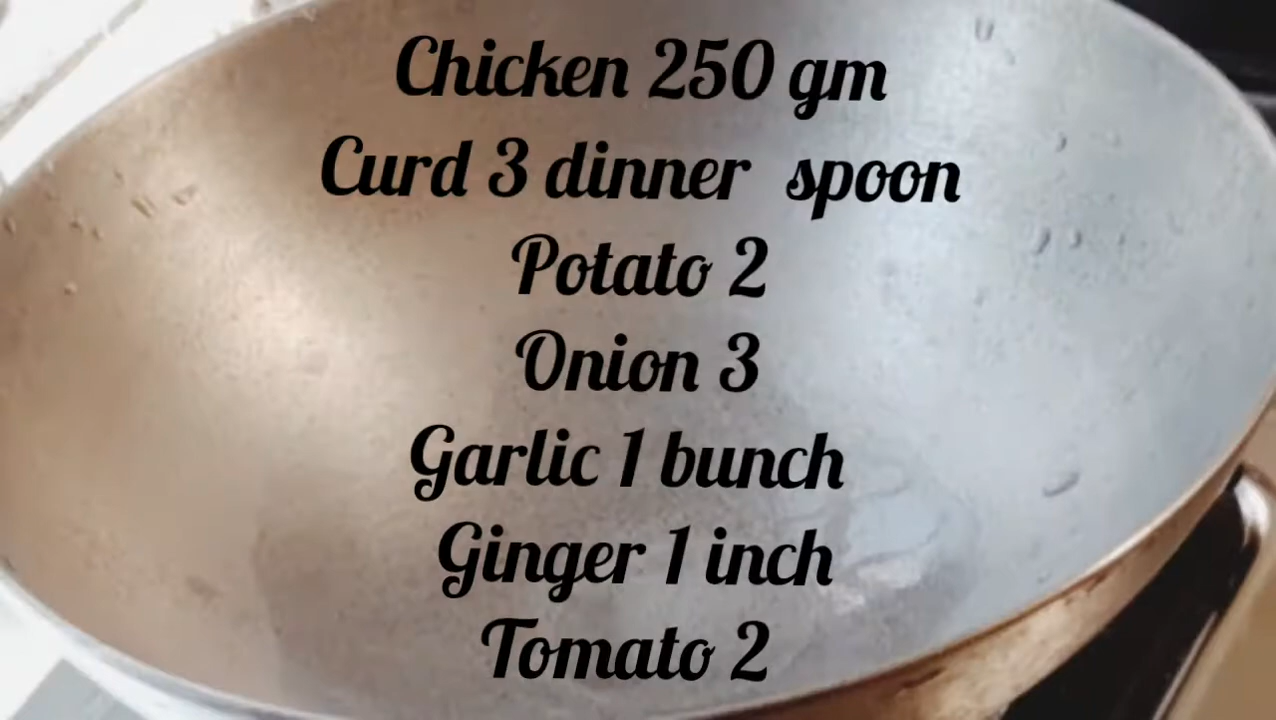 Chicken 250 gm
Curd 3 dinner spoon
Potato 2
Onion 3
Garlic 1 bunch
Ginger 1 inch
Tomato 2